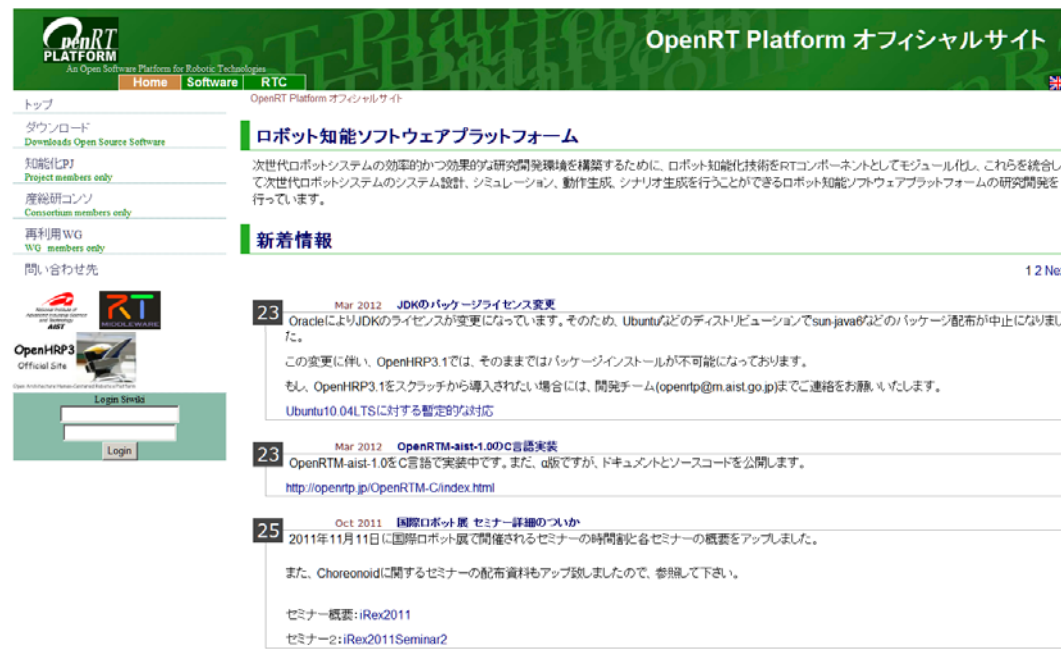 OpenRT
PLATFORM
An Open Software Platform for Robotic Technologies
OpenRT Platform オフィシャルサイト
Home Software RTC
OpenRT Platform オフィシャルサイト
トップ
ダウンロード
Downloads Open Source Software
知能化PJ
Project members only
産総研コンソ
Consortium members only
再利用WG
WG members only
問い合わせ先
National Institute of
Advanced Industrial Science
and Technology
AIST
RT
MIDDLEWARE
OpenHRP3
Official Site
Login Siwiki
Login
ロボット知能ソフトウェアプラットフォーム
次世代ロボットシステムの効率的かつ効果的な研究開発環境を構築するために、ロボット知能化技術をRTコンポーネントとしてモジュール化し、これらを統合し
て次世代ロボットシステムのシステム設計、シミュレーション、動作生成、シナリオ生成を行うことができるロボット知能ソフトウェアプラットフォームの研究開発を
行っています。
新着情報
1 2 Nex
23 Mar 2012 JDKのパッケージライセンス変更
OracleによりJDKのライセンスが変更になっています。そのため、Ubuntuなどのディストリビューションでsun-java6などのパッケージ配布が中止になりまし
た。
この変更に伴い、OpenHRP3.1では、そのままではパッケージインストールが不可能になっております。
もし、OpenHRP3.1をスクラッチから導入されたい場合には、開発チーム(openrtp@m.aist.go.jp)までご連絡をお願いいたします。
Ubuntu10.04LTSに対する暫定的な対応
23 Mar 2012 OpenRTM-aist-1.0のC言語実装
OpenRTM-aist-1.0をC言語で実装中です。まだ、α版ですが、ドキュメントとソースコードを公開します。
http://openrtp.jp/OpenRTM-C/index.html
25 Oct 2011 国際ロボット展 セミナー詳細のついか
2011年11月11日に国際ロボット展で開催されるセミナーの時間割と各セミナーの概要をアップしました。
また、Choreonoidに関するセミナーの配布資料もアップ致しましたので、参照して下さい。
セミナー概要：iRex2011
セミナー2：iRex2011Seminar2